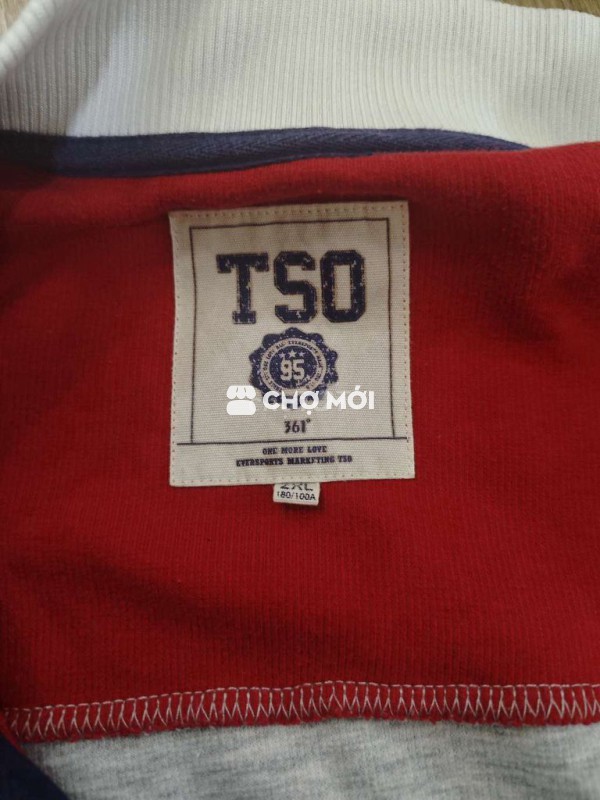 TSO
95
CHỢ MỚI
361°
ONE MORE LOVE
EVERSPORTS MARKETING TSO
2XL
180/100A